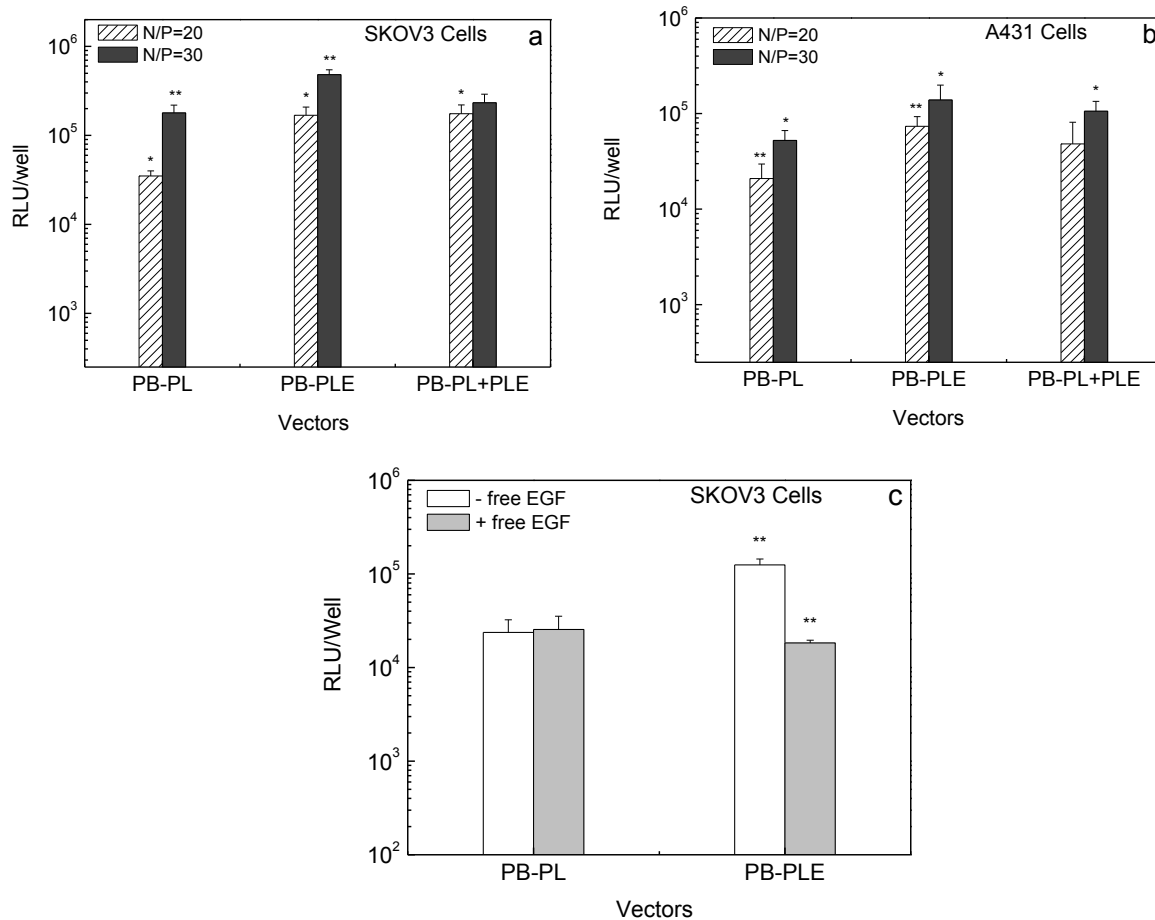 a
SKOV3 Cells
N/P=20
N/P=30
10⁶
10⁵
10⁴
10³
RLU/well
*
**
*
**
*
PB-PL
PB-PLE
PB-PL+PLE
Vectors
b
A431 Cells
N/P=20
N/P=30
10⁶
10⁵
10⁴
10³
RLU/well
**
*
**
*
*
PB-PL
PB-PLE
PB-PL+PLE
Vectors
c
SKOV3 Cells
- free EGF
+ free EGF
10⁶
10⁵
10⁴
10³
10²
RLU/Well
**
**
PB-PL
PB-PLE
Vectors